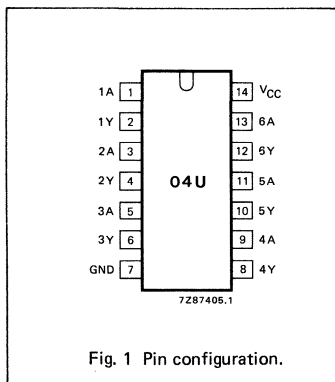 1A 1 14 VCC
1Y 2 13 6A
2A 3 12 6Y
2Y 4 04U 11 5A
3A 5 10 5Y
3Y 6 9 4A
GND 7 8 4Y
7Z87405.1
Fig. 1 Pin configuration.